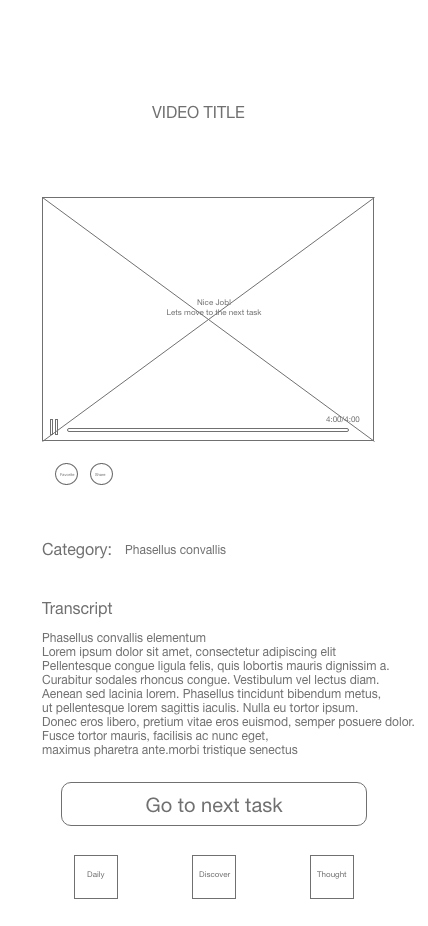 VIDEO TITLE
Nice Job!
Lets move to the next task
4:00/4:00
Favorite
Share
Category: Phasellus convallis
Transcript
Phasellus convallis elementum
Lorem ipsum dolor sit amet, consectetur adipiscing elit
Pellentesque congue ligula felis, quis lobortis mauris dignissim a.
Curabitur sodales rhoncus congue. Vestibulum vel lectus diam.
Aenean sed lacinia lorem. Phasellus tincidunt bibendum metus,
ut pellentesque lorem sagittis iaculis. Nulla eu tortor ipsum.
Donec eros libero, pretium vitae eros euismod, semper posuere dolor.
Fusce tortor mauris, facilisis ac nunc eget,
maximus pharetra ante.morbi tristique senectus
Go to next task
Daily
Discover
Thought